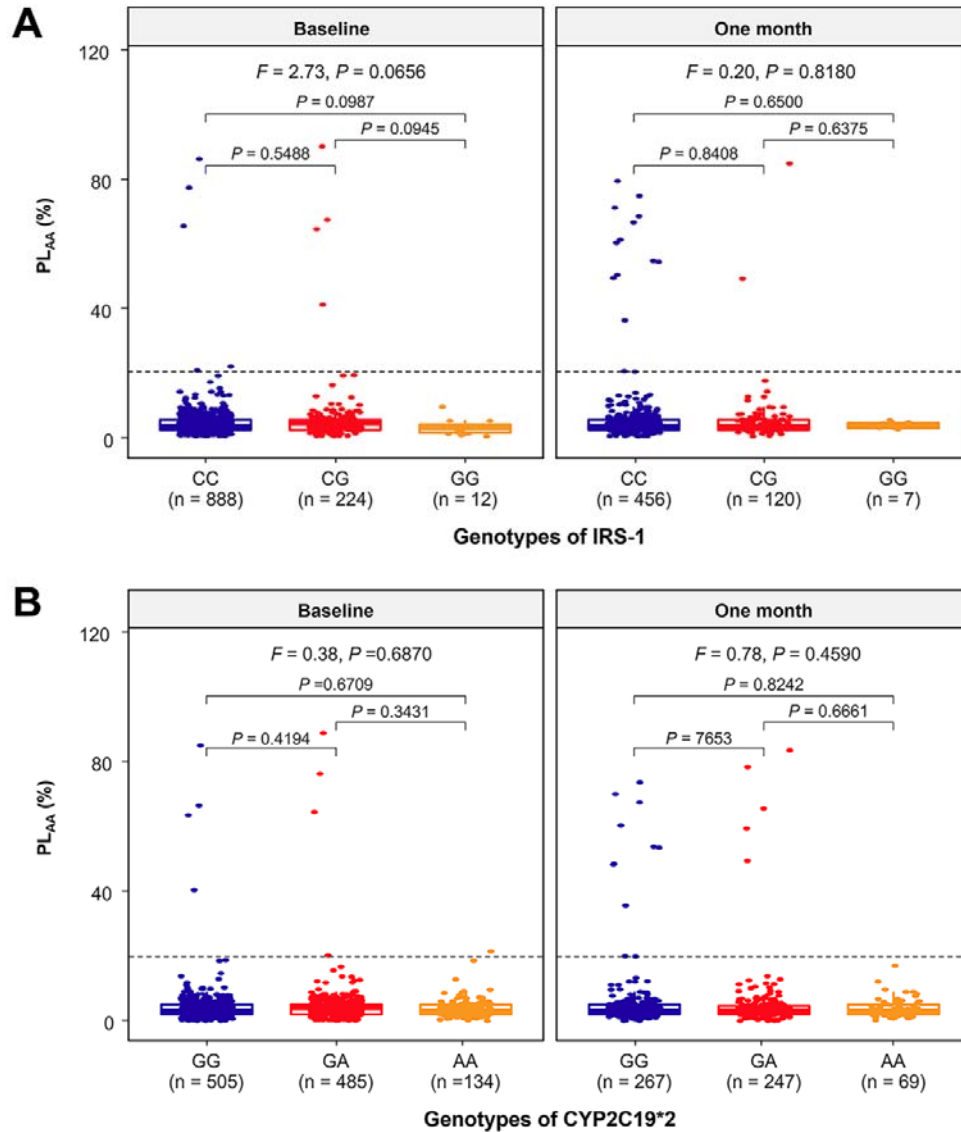 A
Baseline
One month
120
80
40
0
PLAA (%)
F = 2.73, P = 0.0656
P = 0.0987
P = 0.0945
P = 0.5488
F = 0.20, P = 0.8180
P = 0.6500
P = 0.6375
P = 0.8408
CC
(n = 888)
CG
(n = 224)
GG
(n = 12)
CC
(n = 456)
CG
(n = 120)
GG
(n = 7)
Genotypes of IRS-1
B
Baseline
One month
120
80
40
0
PLAA (%)
F = 0.38, P =0.6870
P =0.6709
P = 0.3431
P = 0.4194
F = 0.78, P = 0.4590
P = 0.8242
P = 0.6661
P = 7653
GG
(n = 505)
GA
(n = 485)
AA
(n =134)
GG
(n = 267)
GA
(n = 247)
AA
(n = 69)
Genotypes of CYP2C19*2